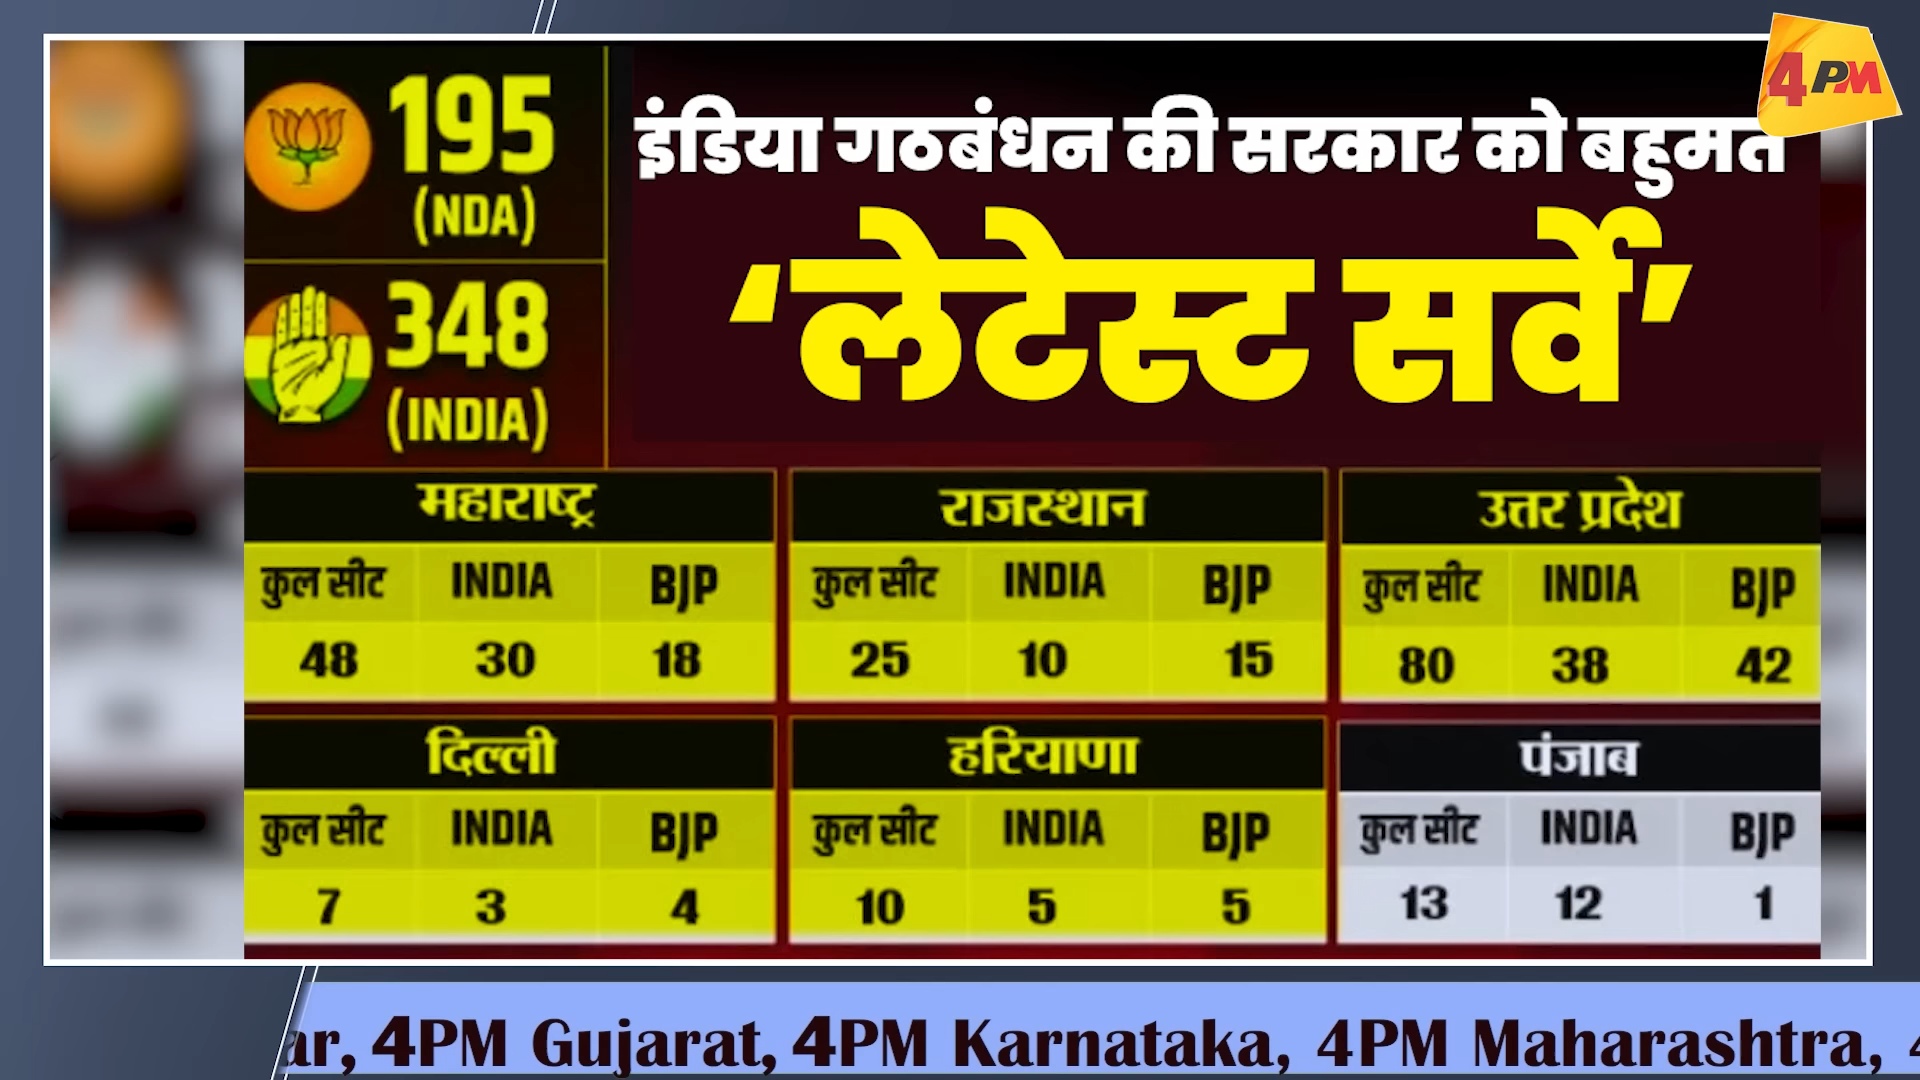 4PM
195
(NDA)
348
(INDIA)
इंडिया गठबंधन की सरकार को बहुमत
‘लेटेस्ट सर्वे’
महाराष्ट्र
कुल सीट INDIA BJP
48 30 18
राजस्थान
कुल सीट INDIA BJP
25 10 15
उत्तर प्रदेश
कुल सीट INDIA BJP
80 38 42
दिल्ली
कुल सीट INDIA BJP
7 3 4
हरियाणा
कुल सीट INDIA BJP
10 5 5
पंजाब
कुल सीट INDIA BJP
13 12 1
ar, 4PM Gujarat, 4PM Karnataka, 4PM Maharashtra,